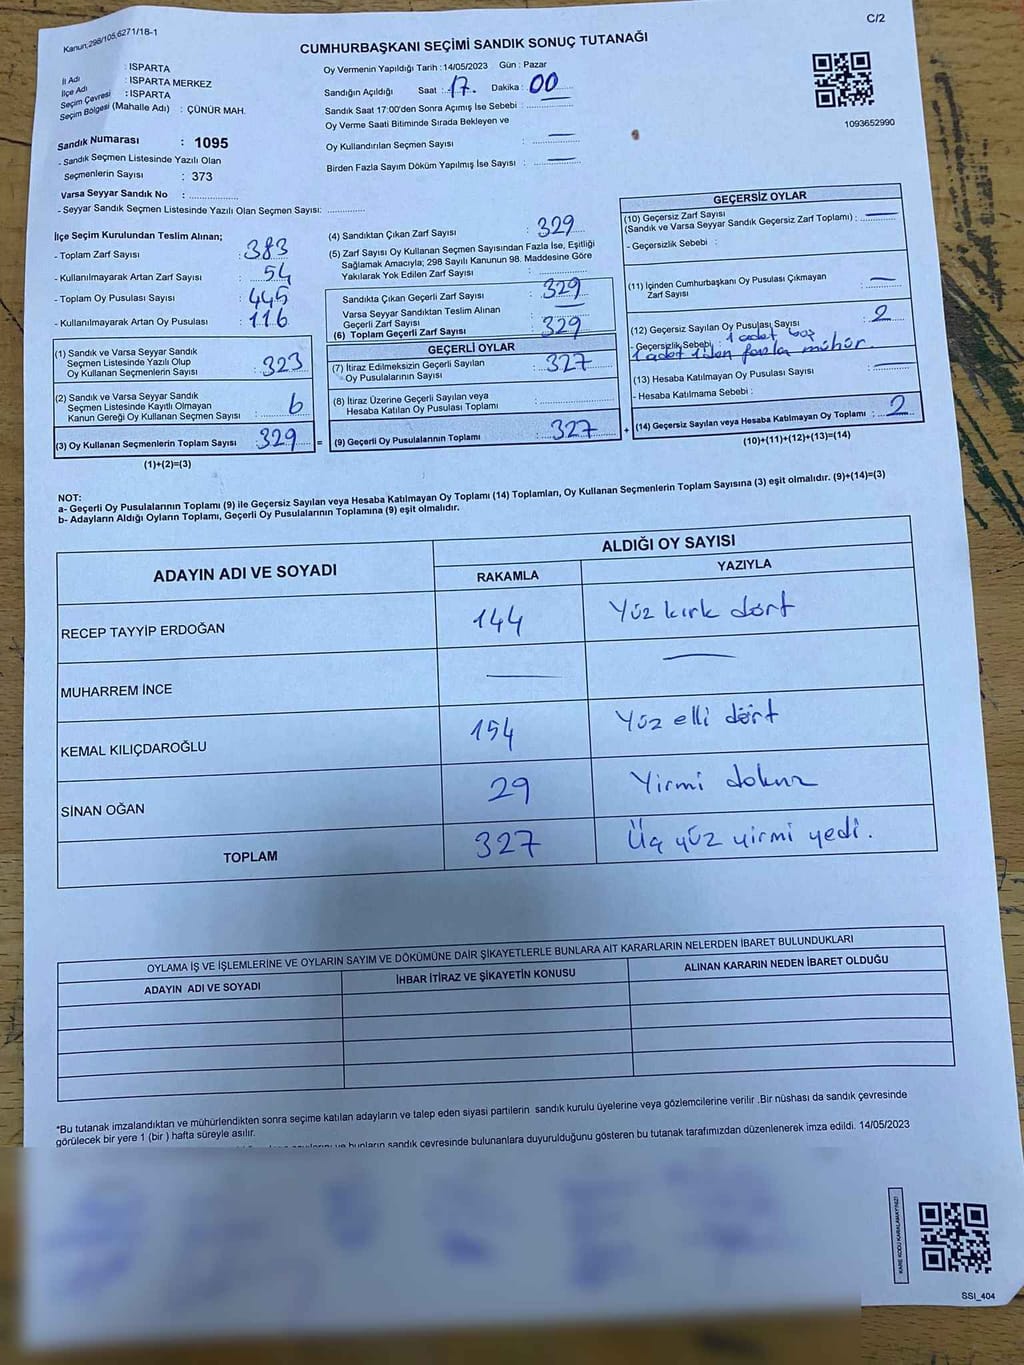 Kanun:298/105,6271/18-1
C/2
CUMHURBAŞKANI SEÇİMİ SANDIK SONUÇ TUTANAĞI
İl Adı : ISPARTA
İlçe Adı : ISPARTA MERKEZ
Seçim Çevresi : ISPARTA
Seçim Bölgesi (Mahalle Adı) : ÇÜNÜR MAH.
Sandık Numarası : 1095
- Sandık Seçmen Listesinde Yazılı Olan
Seçmenlerin Sayısı : 373
Varsa Seyyar Sandık No :
- Seyyar Sandık Seçmen Listesinde Yazılı Olan Seçmen Sayısı:
Oy Vermenin Yapıldığı Tarih :14/05/2023 Gün : Pazar
Sandığın Açıldığı Saat : 17. Dakika : 00
Sandık Saat 17:00'den Sonra Açımış İse Sebebi :
Oy Verme Saati Bitiminde Sırada Bekleyen ve
Oy Kullandırılan Seçmen Sayısı : —
Birden Fazla Sayım Döküm Yapılmış İse Sayısı : —
1093652990
İlçe Seçim Kurulundan Teslim Alınan;
- Toplam Zarf Sayısı : 383
- Kullanılmayarak Artan Zarf Sayısı : 54
- Toplam Oy Pusulası Sayısı : 445
- Kullanılmayarak Artan Oy Pusulası : 116
(1) Sandık ve Varsa Seyyar Sandık
Seçmen Listesinde Yazılı Olup
Oy Kullanan Seçmenlerin Sayısı : 323
(2) Sandık ve Varsa Seyyar Sandık
Seçmen Listesinde Kayıtlı Olmayan
Kanun Gereği Oy Kullanan Seçmen Sayısı : 6
(3) Oy Kullanan Seçmenlerin Toplam Sayısı : 329 =
(1)+(2)=(3)
(4) Sandıktan Çıkan Zarf Sayısı : 329
(5) Zarf Sayısı Oy Kullanan Seçmen Sayısından Fazla İse, Eşitliği
Sağlamak Amacıyla; 298 Sayılı Kanunun 98. Maddesine Göre
Yakılarak Yok Edilen Zarf Sayısı :
Sandıkta Çıkan Geçerli Zarf Sayısı : 329
Varsa Seyyar Sandıktan Teslim Alınan
Geçerli Zarf Sayısı : —
(6) Toplam Geçerli Zarf Sayısı : 329
GEÇERLİ OYLAR
(7) İtiraz Edilmeksizin Geçerli Sayılan
Oy Pusulalarının Sayısı : 327
(8) İtiraz Üzerine Geçerli Sayılan veya
Hesaba Katılan Oy Pusulası Toplamı :
(9) Geçerli Oy Pusulalarının Toplamı : 327 +
GEÇERSİZ OYLAR
(10) Geçersiz Zarf Sayısı
(Sandık ve Varsa Seyyar Sandık Geçersiz Zarf Toplamı) : —
- Geçersizlik Sebebi :
(11) İçinden Cumhurbaşkanı Oy Pusulası Çıkmayan
Zarf Sayısı : —
(12) Geçersiz Sayılan Oy Pusulası Sayısı : 2
- Geçersizlik Sebebi : 1 adet boş
1 adet 1'den fazla mühür.
(13) Hesaba Katılmayan Oy Pusulası Sayısı : —
- Hesaba Katılmama Sebebi :
(14) Geçersiz Sayılan veya Hesaba Katılmayan Oy Toplamı : 2
(10)+(11)+(12)+(13)=(14)
NOT:
a- Geçerli Oy Pusulalarının Toplamı (9) ile Geçersiz Sayılan veya Hesaba Katılmayan Oy Toplamı (14) Toplamları, Oy Kullanan Seçmenlerin Toplam Sayısına (3) eşit olmalıdır. (9)+(14)=(3)
b- Adayların Aldığı Oyların Toplamı, Geçerli Oy Pusulalarının Toplamına (9) eşit olmalıdır.
ADAYIN ADI VE SOYADI
ALDIĞI OY SAYISI
RAKAMLA YAZIYLA
RECEP TAYYİP ERDOĞAN 144 Yüz kırk dört
MUHARREM İNCE — —
KEMAL KILIÇDAROĞLU 154 Yüz elli dört
SİNAN OĞAN 29 Yirmi dokuz
TOPLAM 327 Üç yüz yirmi yedi.
OYLAMA İŞ VE İŞLEMLERİNE VE OYLARIN SAYIM VE DÖKÜMÜNE DAİR ŞİKAYETLERLE BUNLARA AİT KARARLARIN NELERDEN İBARET BULUNDUKLARI
ADAYIN ADI VE SOYADI İHBAR İTİRAZ VE ŞİKAYETİN KONUSU ALINAN KARARIN NEDEN İBARET OLDUĞU
*Bu tutanak imzalandıktan ve mühürlendikten sonra seçime katılan adayların ve talep eden siyasi partilerin sandık kurulu üyelerine veya gözlemcilerine verilir .Bir nüshası da sandık çevresinde
görülecek bir yere 1 (bir ) hafta süreyle asılır.
ve bunların sandık çevresinde bulunanlara duyurulduğunu gösteren bu tutanak tarafımızdan düzenlenerek imza edildi. 14/05/2023
KARE KODU KARALAMAYINIZ!
SSI_404